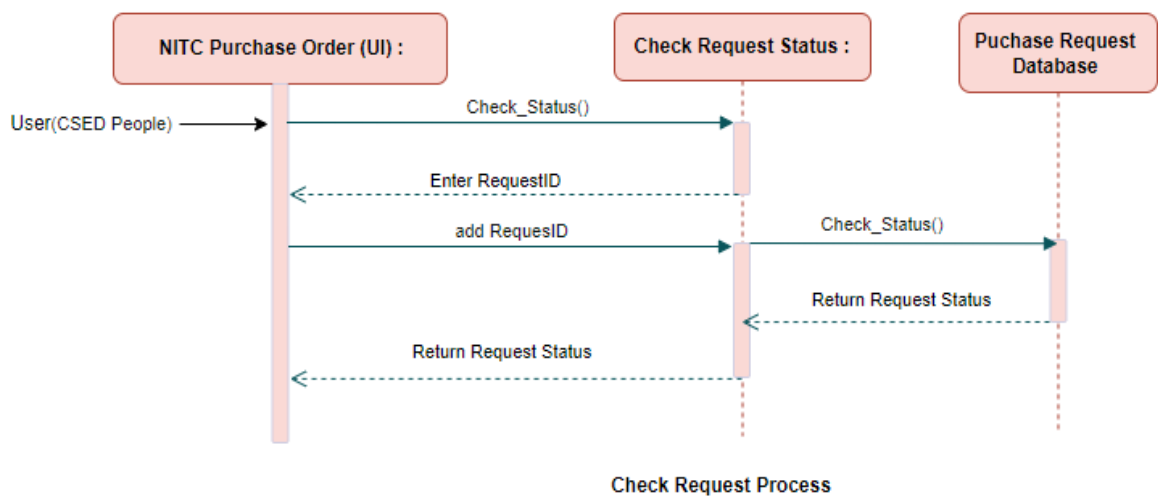 NITC Purchase Order (UI) :
Check Request Status :
Puchase Request
Database
User(CSED People)
Check_Status()
Enter RequestID
add RequesID
Check_Status()
Return Request Status
Return Request Status
Check Request Process